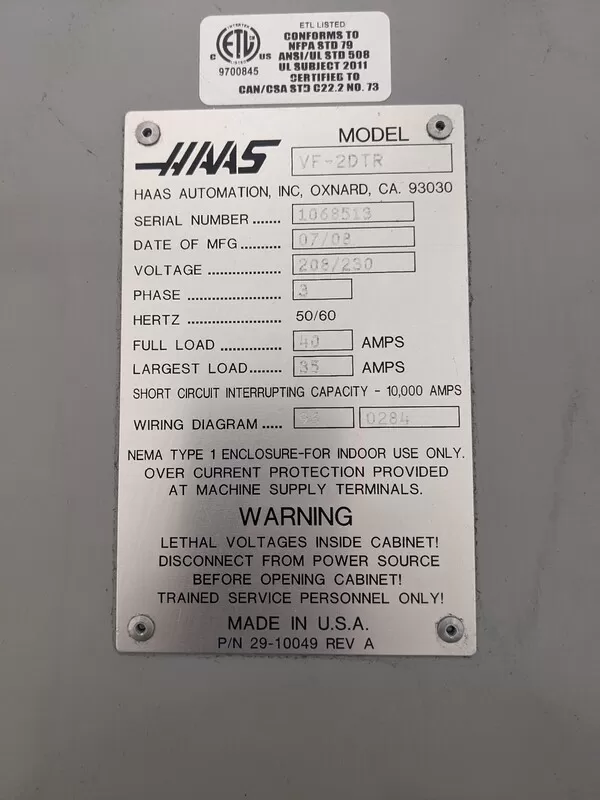 ETL LISTED
CONFORMS TO
NFPA STD 79
ANSI/UL STD 508
UL SUBJECT 2011
CERTIFIED TO
CAN/CSA STD C22.2 NO. 73
INTERTEK
C ETL US
LISTED
9700845
HAAS
MODEL VF-2DTR
HAAS AUTOMATION, INC, OXNARD, CA. 93030
SERIAL NUMBER ....... 1068513
DATE OF MFG.......... 07/08
VOLTAGE .................. 208/230
PHASE ....................... 3
HERTZ ....................... 50/60
FULL LOAD ............... 40 AMPS
LARGEST LOAD........ 35 AMPS
SHORT CIRCUIT INTERRUPTING CAPACITY - 10,000 AMPS
WIRING DIAGRAM ..... 0284
NEMA TYPE 1 ENCLOSURE-FOR INDOOR USE ONLY.
OVER CURRENT PROTECTION PROVIDED
AT MACHINE SUPPLY TERMINALS.
WARNING
LETHAL VOLTAGES INSIDE CABINET!
DISCONNECT FROM POWER SOURCE
BEFORE OPENING CABINET!
TRAINED SERVICE PERSONNEL ONLY!
MADE IN U.S.A.
P/N 29-10049 REV A